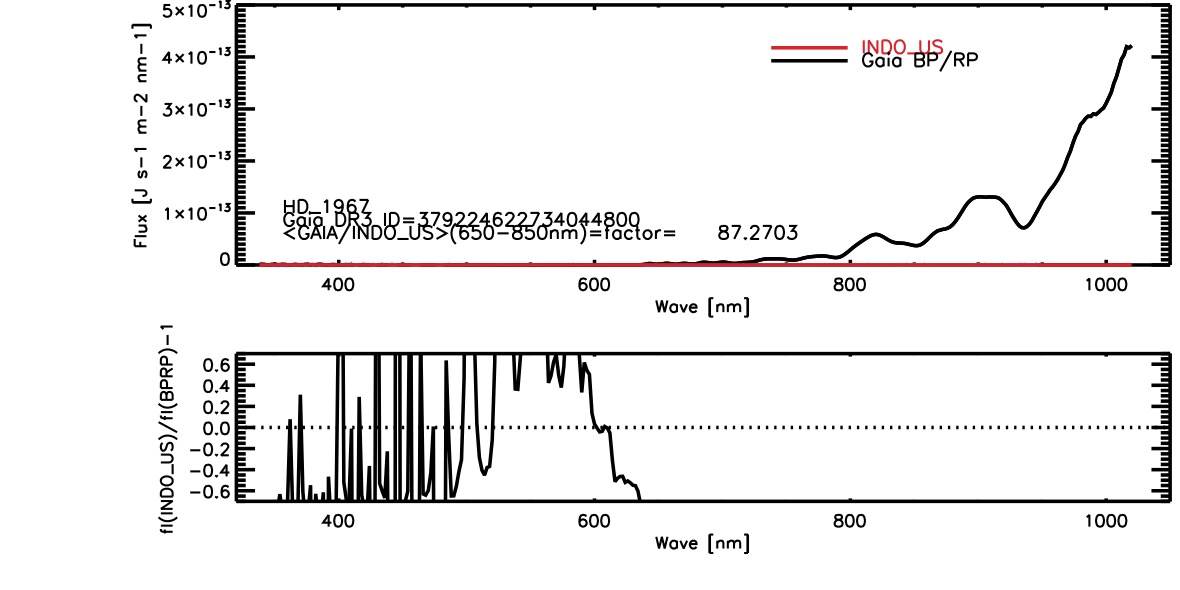 5×10⁻¹³
4×10⁻¹³
3×10⁻¹³
2×10⁻¹³
1×10⁻¹³
0
Flux [J s−1 m−2 nm−1]
INDO_US
Gaia BP/RP
HD_1967
Gaia DR3 ID=379224622734044800
<GAIA/INDO_US>(650−850nm)=factor= 87.2703
400 600 800 1000
Wave [nm]
0.6
0.4
0.2
0.0
−0.2
−0.4
−0.6
fl(INDO_US)/fl(BPRP)−1
400 600 800 1000
Wave [nm]